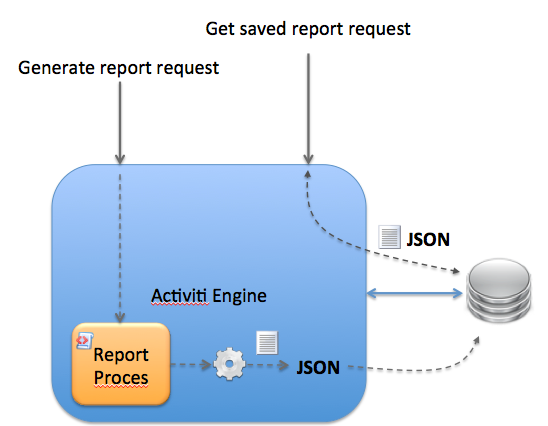 Get saved report request
Generate report request
JSON
Activiti Engine
Report
Proces
JSON